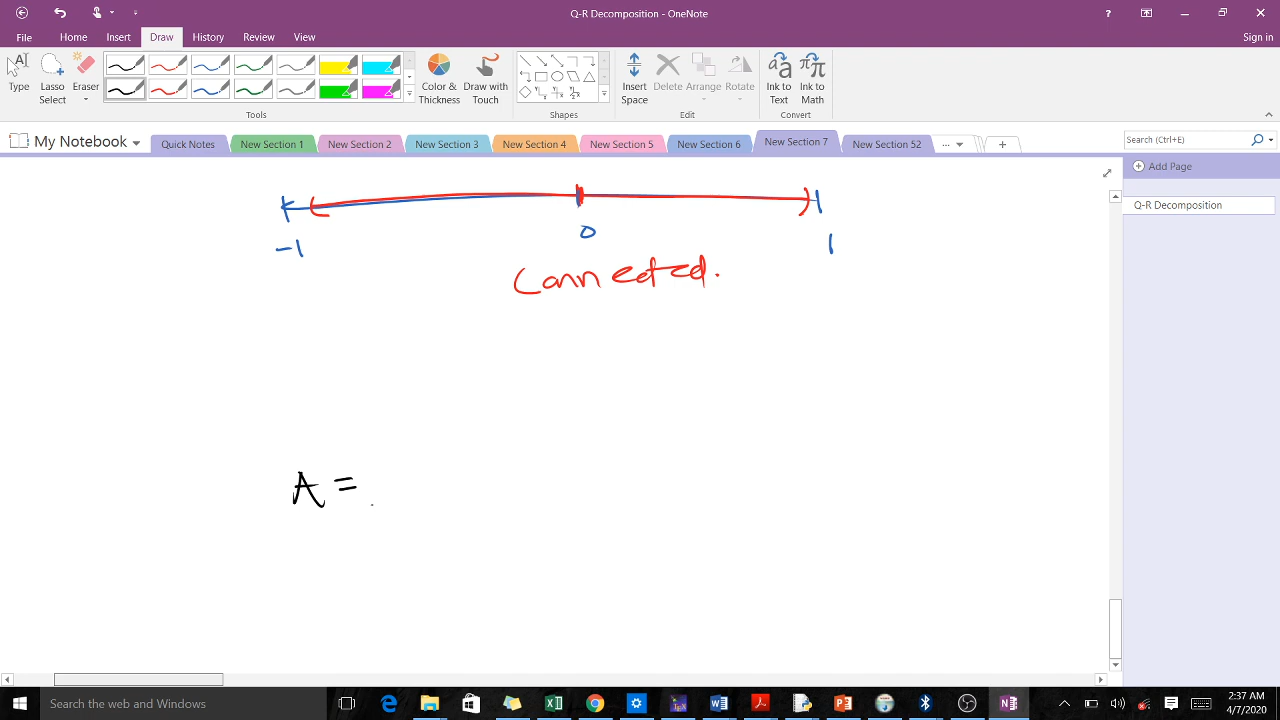 Q-R Decomposition - OneNote
File Home Insert Draw History Review View Sign in
Type Lasso Select Eraser Color & Thickness Draw with Touch Insert Space Delete Arrange Rotate Ink to Text Ink to Math
Tools Shapes Edit Convert
My Notebook Quick Notes New Section 1 New Section 2 New Section 3 New Section 4 New Section 5 New Section 6 New Section 7 New Section 52 ... Search (Ctrl+E)
Add Page
Q-R Decomposition
-1 0 1
Connected.
A =
Search the web and Windows
2:37 AM
4/7/2020